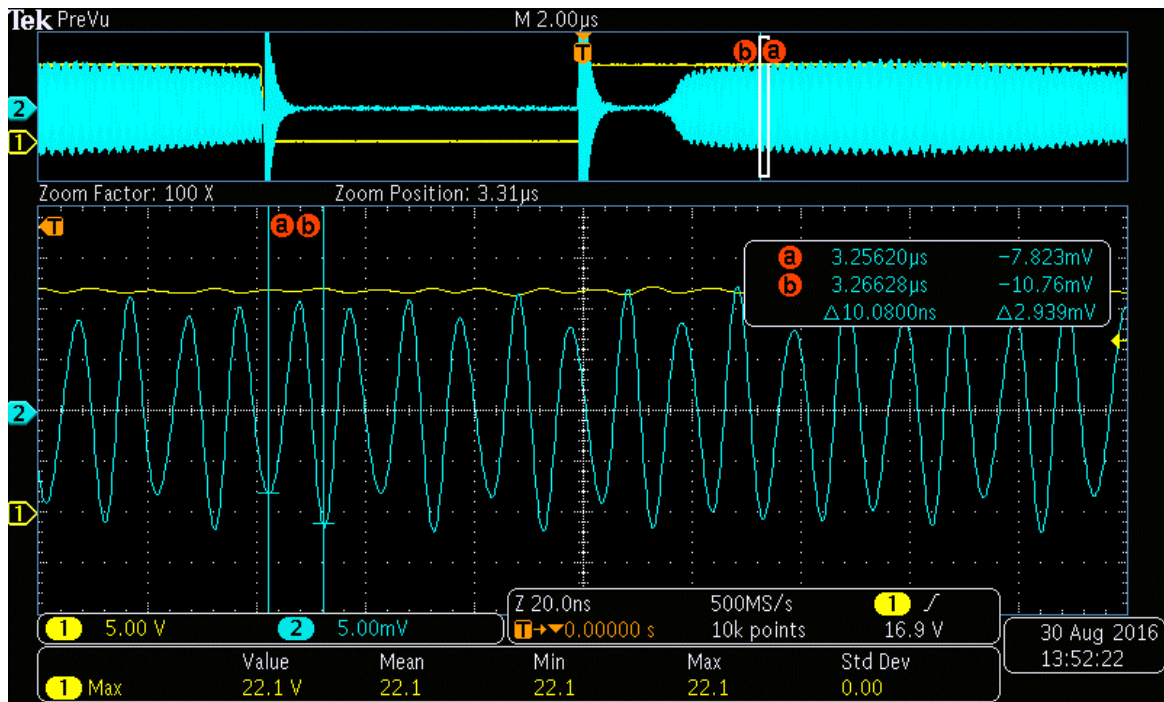 Tek PreVu M 2.00µs
b a
T
2
1
Zoom Factor: 100 X Zoom Position: 3.31µs
T a b
a 3.25620µs −7.823mV
b 3.26628µs −10.76mV
△10.0800ns △2.939mV
2
1
1 5.00 V 2 5.00mV
Z 20.0ns 500MS/s 1
T→▼0.00000 s 10k points 16.9 V
30 Aug 2016
13:52:22
Value Mean Min Max Std Dev
1 Max 22.1 V 22.1 22.1 22.1 0.00